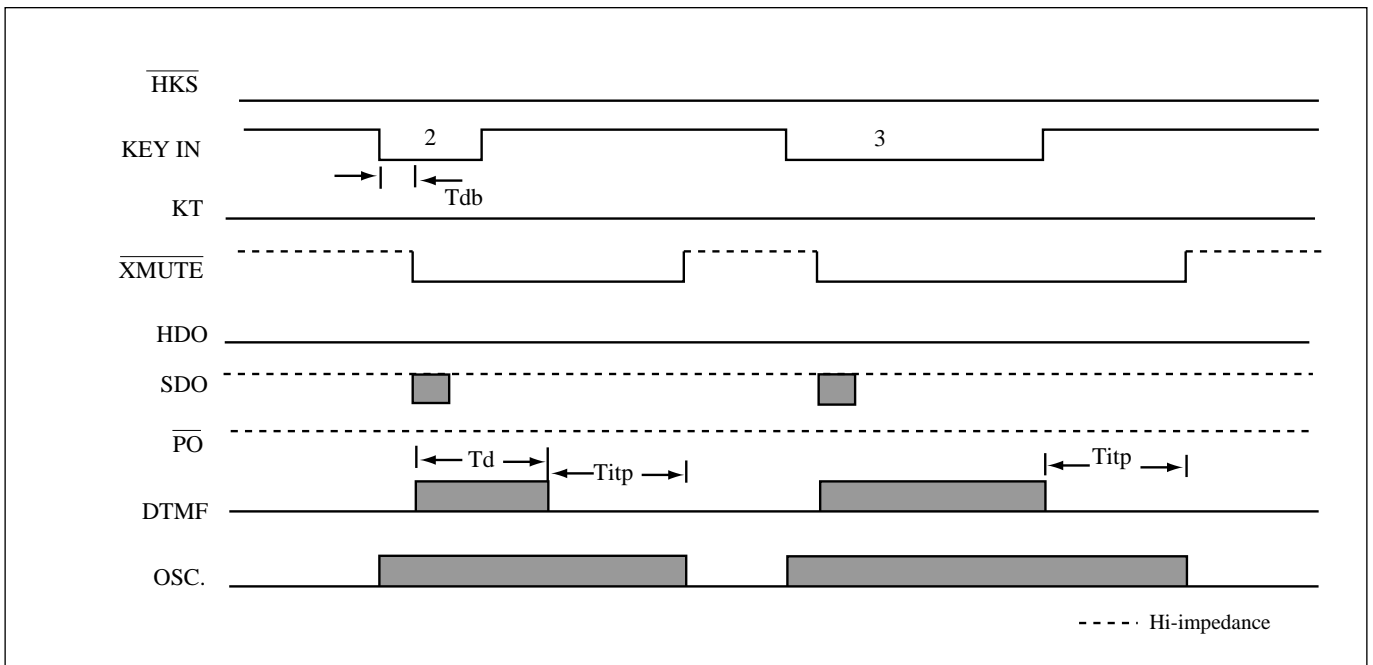 HKS
KEY IN
2
3
Tdb
KT
XMUTE
HDO
SDO
PO
Td
Titp
Titp
DTMF
OSC.
Hi-impedance